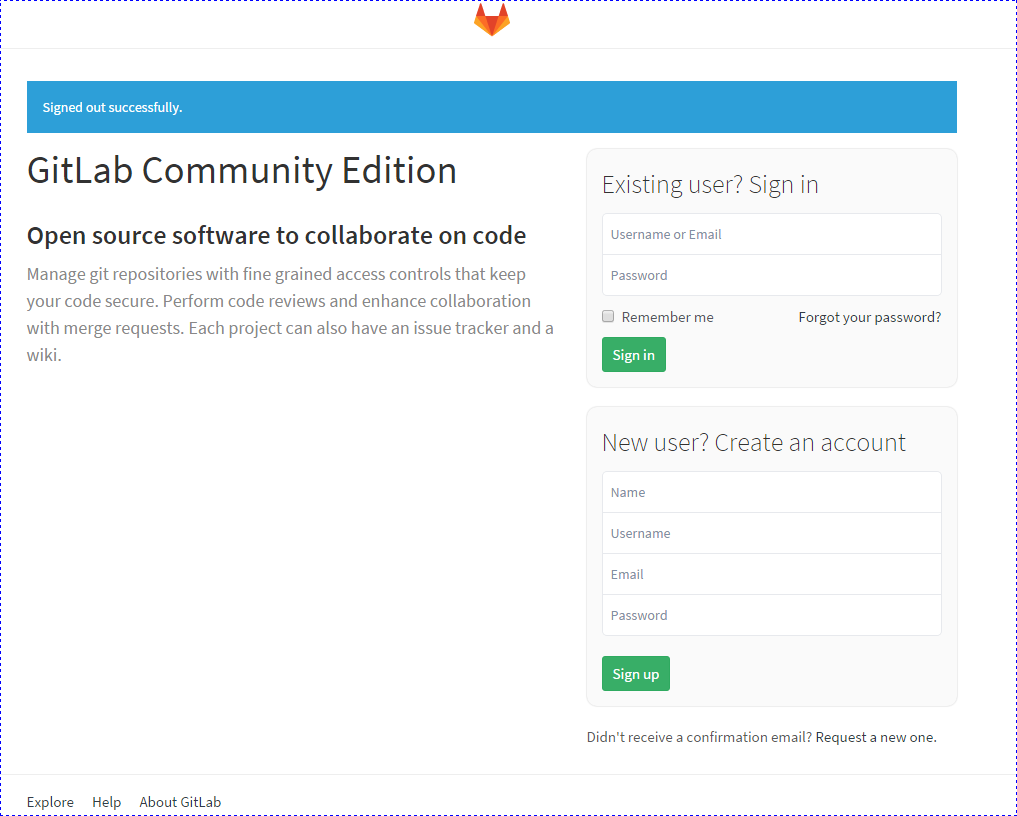 Signed out successfully.
GitLab Community Edition
Open source software to collaborate on code
Manage git repositories with fine grained access controls that keep
your code secure. Perform code reviews and enhance collaboration
with merge requests. Each project can also have an issue tracker and a
wiki.
Existing user? Sign in
Username or Email
Password
Remember me
Forgot your password?
Sign in
New user? Create an account
Name
Username
Email
Password
Sign up
Didn't receive a confirmation email? Request a new one.
Explore Help About GitLab